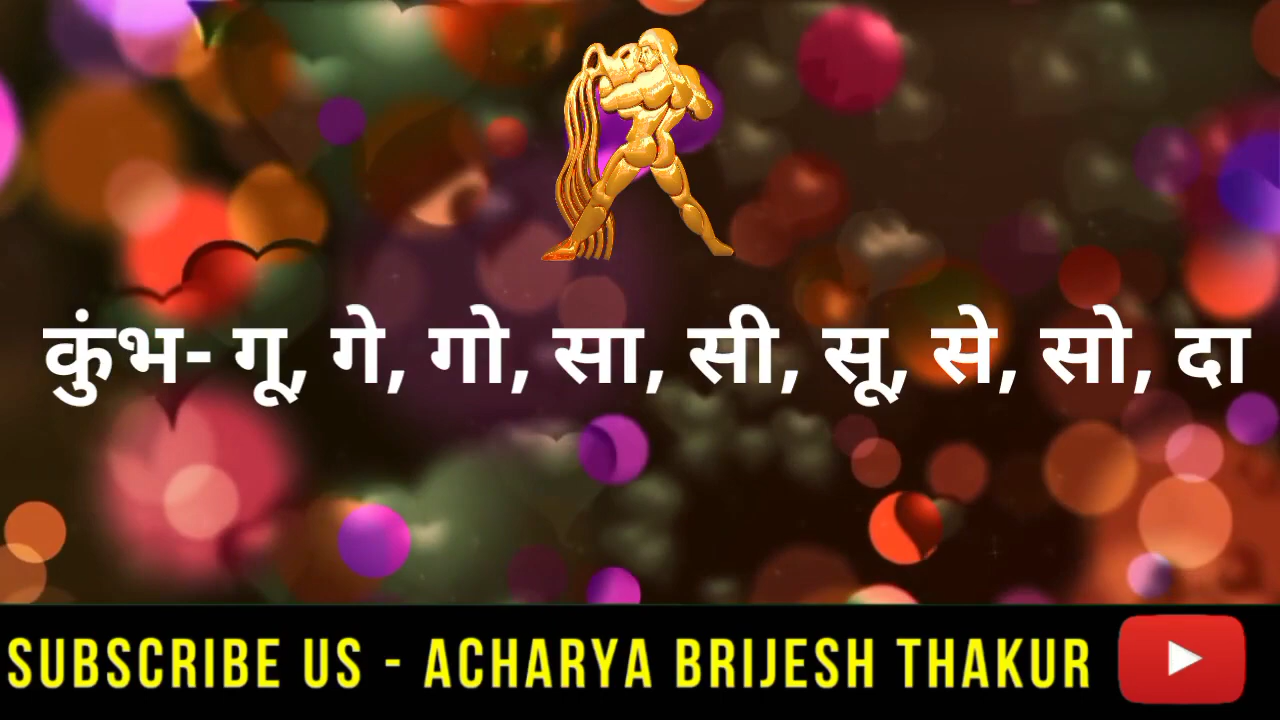 कुंभ- गू, गे, गो, सा, सी, सू, से, सो, दा
SUBSCRIBE US - ACHARYA BRIJESH THAKUR